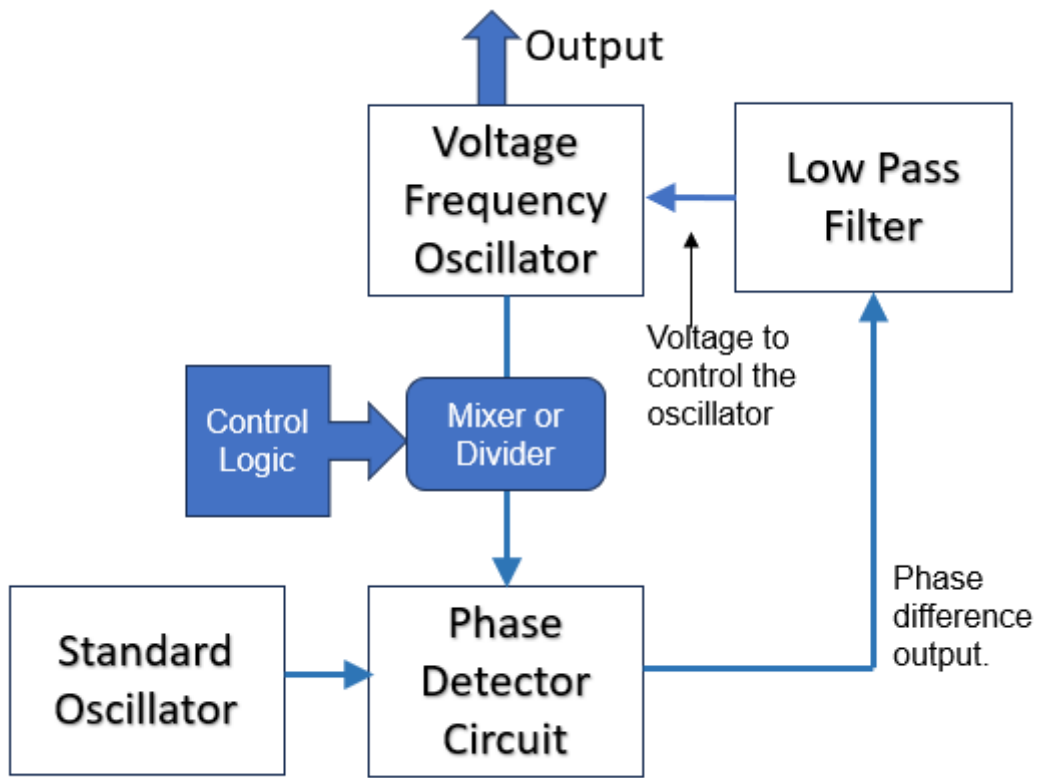 Output
Voltage
Frequency
Oscillator
Low Pass
Filter
Voltage to
control the
oscillator
Control
Logic
Mixer or
Divider
Standard
Oscillator
Phase
Detector
Circuit
Phase
difference
output.